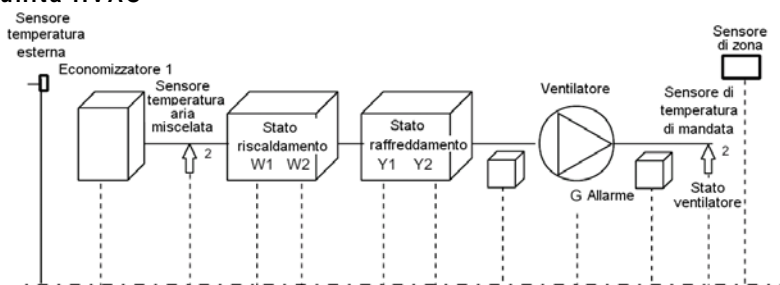 Sensore
temperatura
esterna
Economizzatore 1
Sensore
temperatura
aria
miscelata
2
Stato
riscaldamento
W1 W2
Stato
raffreddamento
Y1 Y2
Ventilatore
G Allarme
Sensore
di zona
Sensore di
temperatura
di mandata
2
Stato
ventilatore